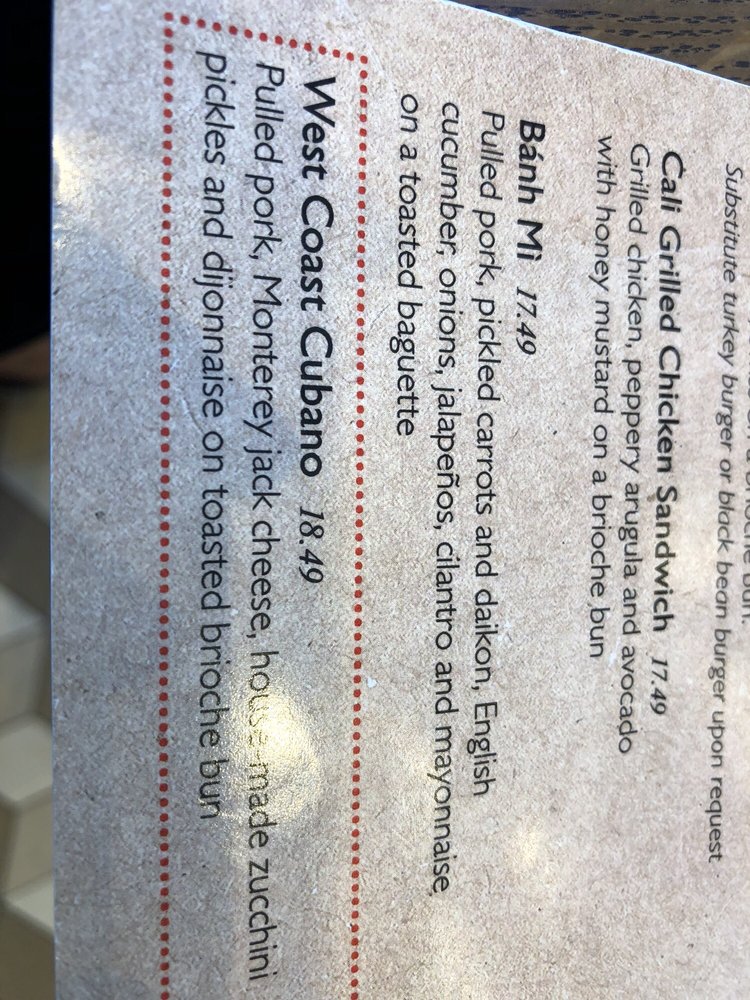 Substitute turkey burger or black bean burger upon request
Cali Grilled Chicken Sandwich 17.49
Grilled chicken, peppery arugula and avocado
with honey mustard on a brioche bun
Bánh Mì 17.49
Pulled pork, pickled carrots and daikon, English
cucumber, onions, jalapeños, cilantro and mayonnaise
on a toasted baguette
West Coast Cubano 18.49
Pulled pork, Monterey jack cheese, house-made zucchini
pickles and dijonnaise on toasted brioche bun